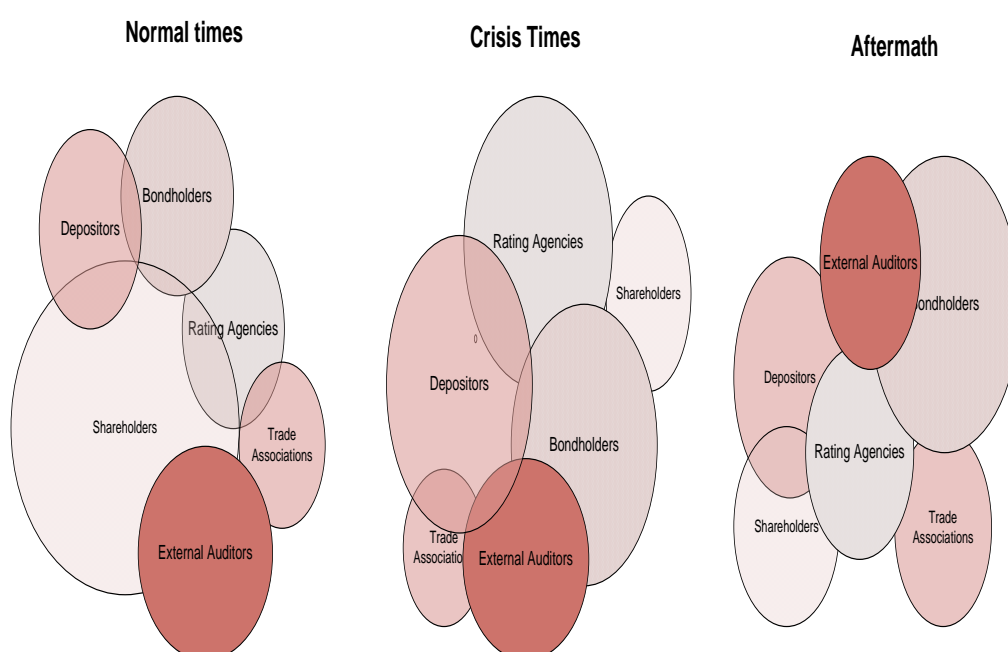 Normal times
Crisis Times
Aftermath
Bondholders
Depositors
Rating Agencies
Shareholders
Trade
Associations
External Auditors
Rating Agencies
Shareholders
Depositors
Bondholders
Trade
Associatio
External Auditors
0
External Auditors
ondholders
Depositors
Rating Agencies
Shareholders
Trade
Associations